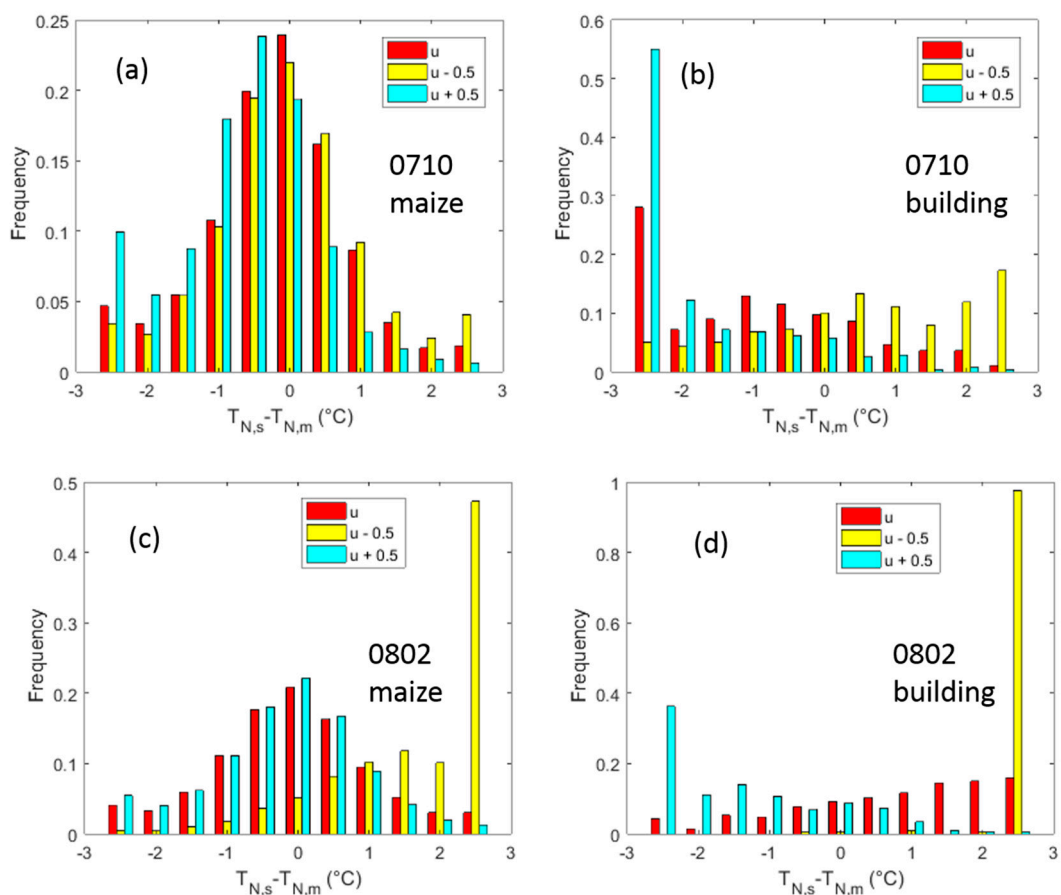 (a)
u
u - 0.5
u + 0.5
0710
maize
Frequency
0.25
0.2
0.15
0.1
0.05
0
-3
-2
-1
0
1
2
3
T_N,s-T_N,m (°C)
(b)
u
u - 0.5
u + 0.5
0710
building
Frequency
0.6
0.5
0.4
0.3
0.2
0.1
0
-3
-2
-1
0
1
2
3
T_N,s-T_N,m (°C)
(c)
u
u - 0.5
u + 0.5
0802
maize
Frequency
0.5
0.4
0.3
0.2
0.1
0
-3
-2
-1
0
1
2
3
T_N,s-T_N,m (°C)
(d)
u
u - 0.5
u + 0.5
0802
building
Frequency
1
0.8
0.6
0.4
0.2
0
-3
-2
-1
0
1
2
3
T_N,s-T_N,m (°C)